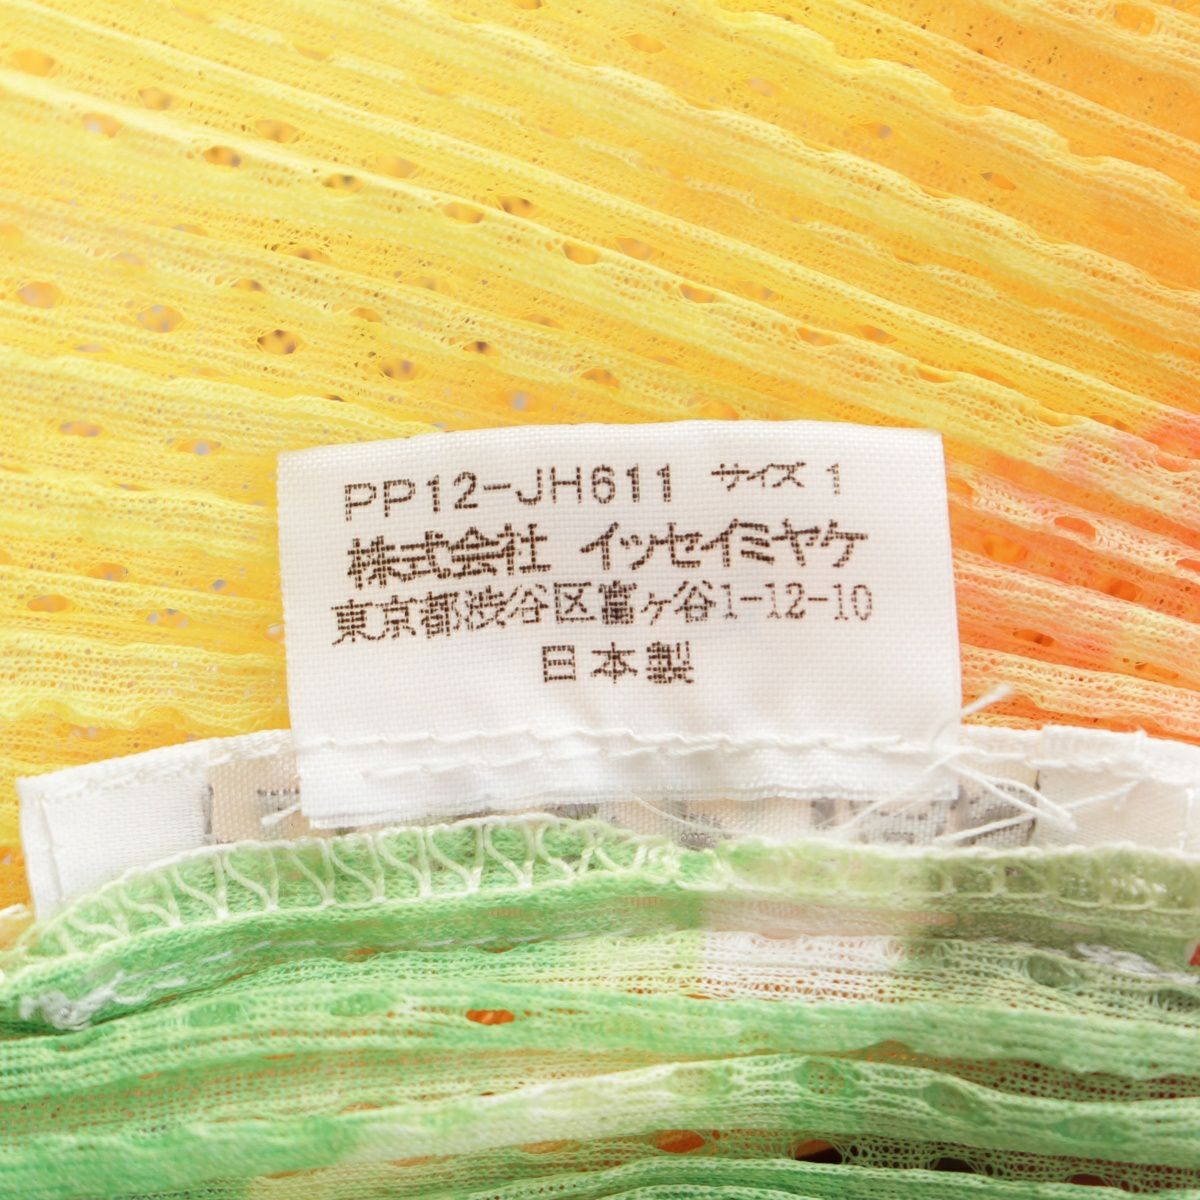 PP12-JH611 サイズ 1
株式会社 イッセイミヤケ
東京都渋谷区富ヶ谷1-12-10
日本製